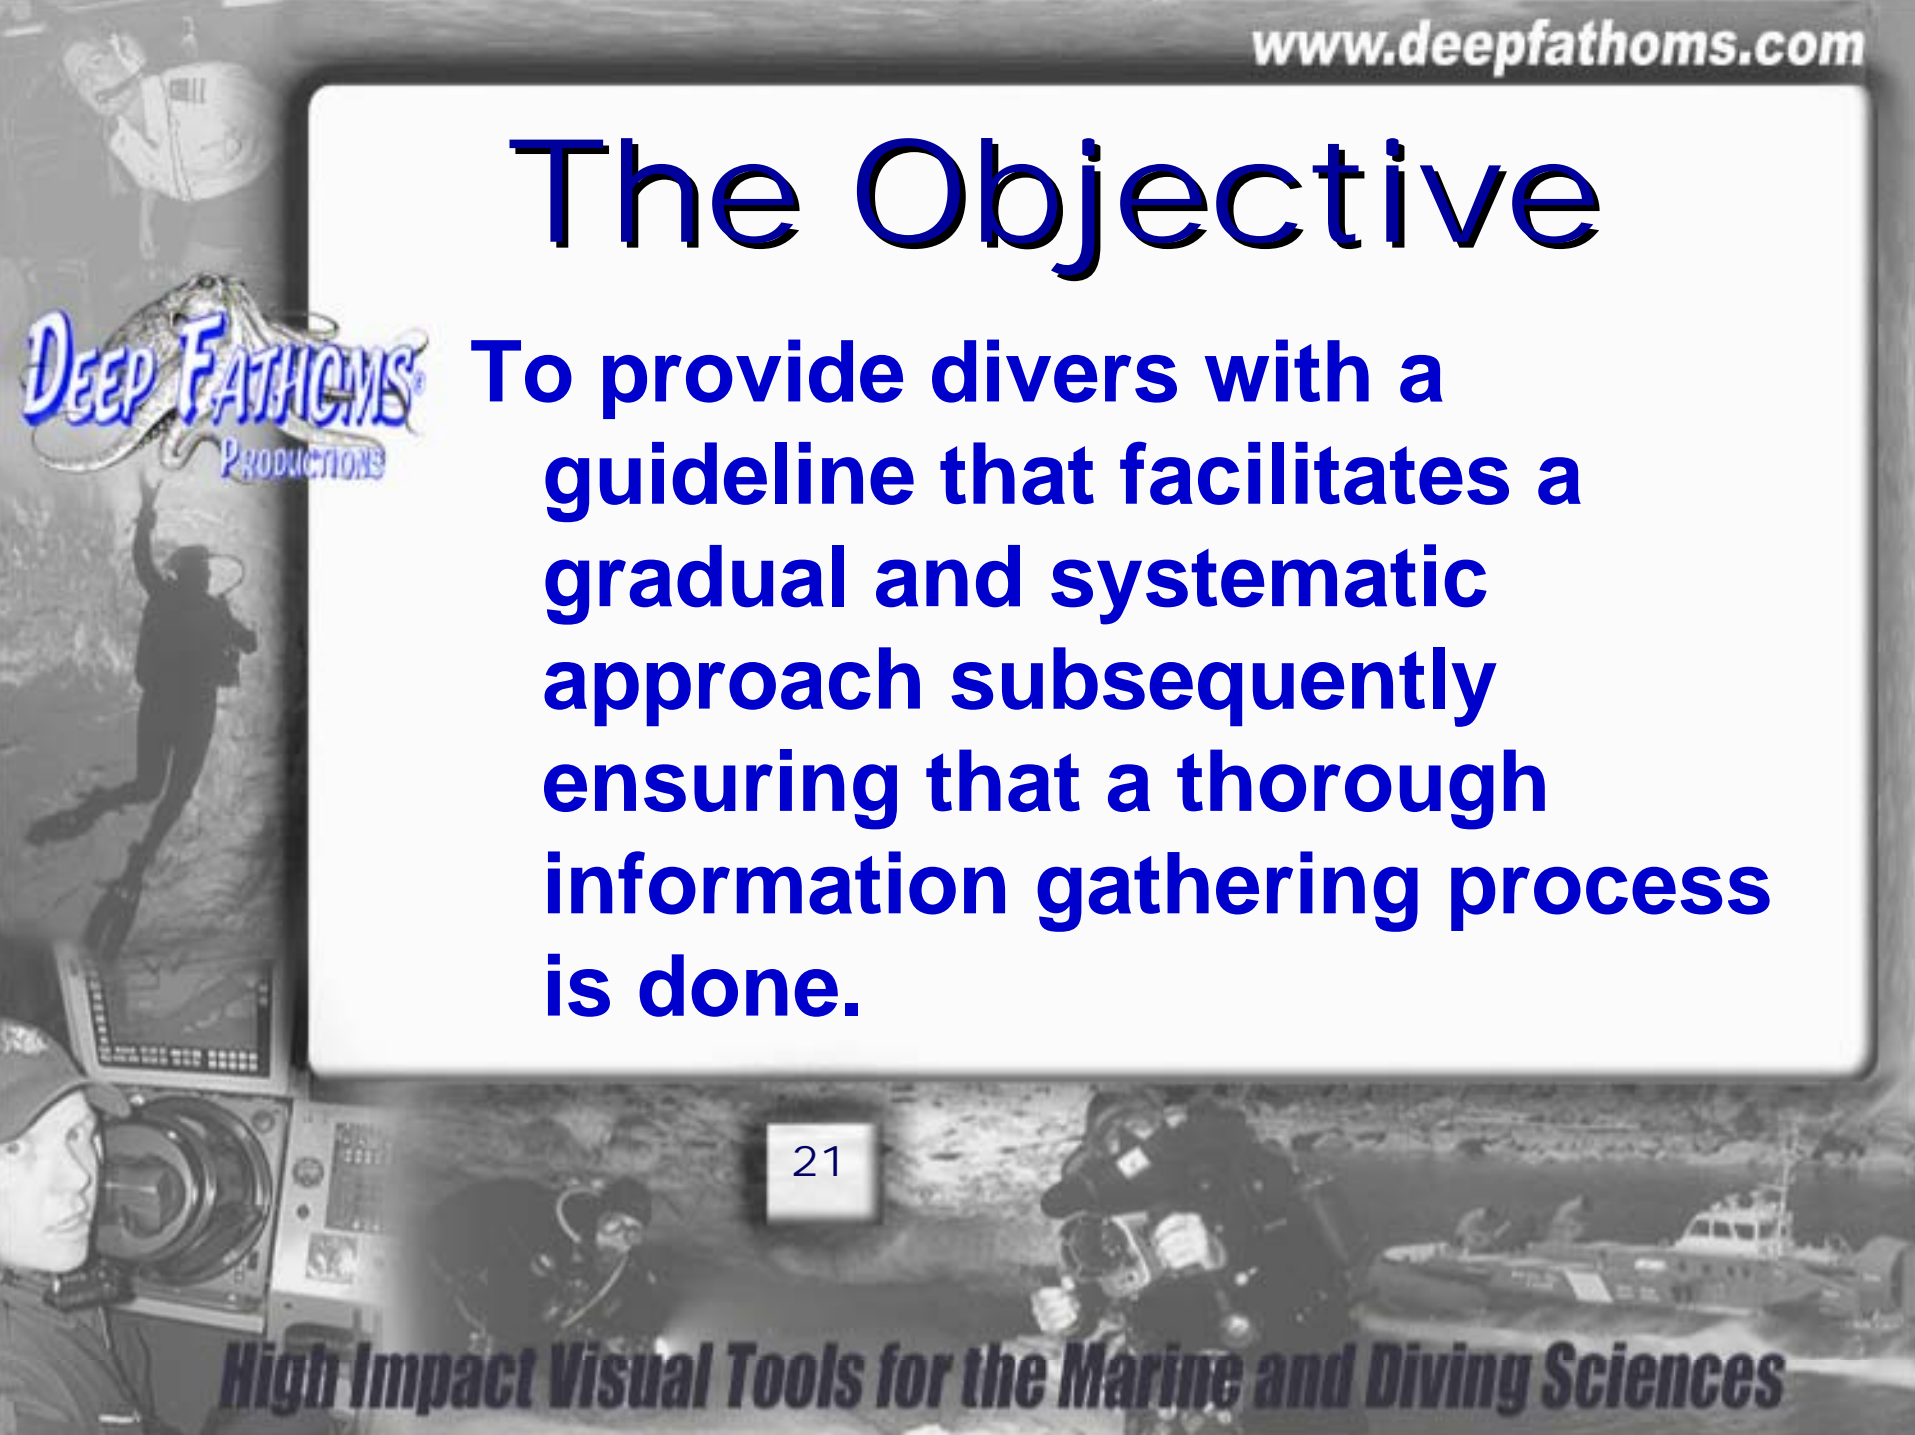 www.deepfathoms.com
The Objective
DEEP FATHOMS®
PRODUCTIONS
To provide divers with a
guideline that facilitates a
gradual and systematic
approach subsequently
ensuring that a thorough
information gathering process
is done.
21
High Impact Visual Tools for the Marine and Diving Sciences